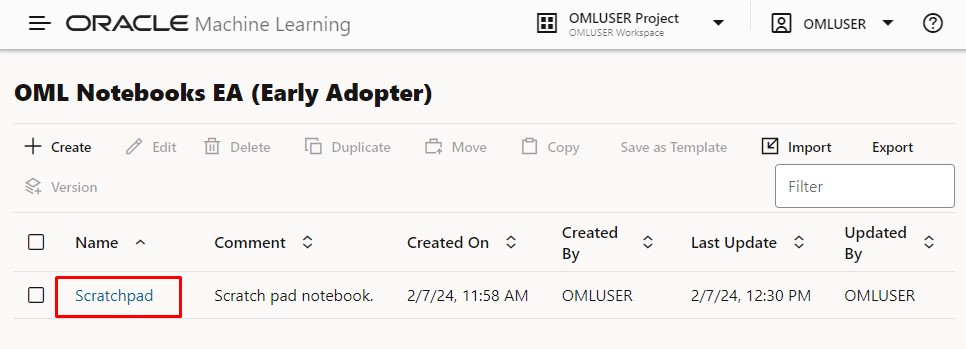 ORACLE Machine Learning
OMLUSER Project
OMLUSER Workspace
OMLUSER
OML Notebooks EA (Early Adopter)
Create Edit Delete Duplicate Move Copy Save as Template Import Export
Version
Filter
Name Comment Created On Created By Last Update Updated By
Scratchpad Scratch pad notebook. 2/7/24, 11:58 AM OMLUSER 2/7/24, 12:30 PM OMLUSER